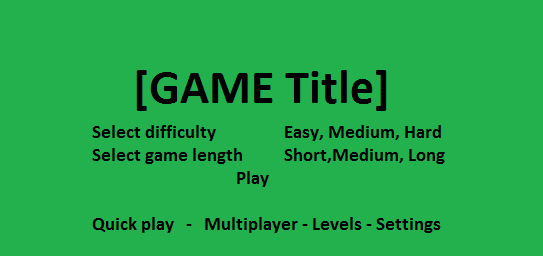 [GAME Title]
Select difficulty Easy, Medium, Hard
Select game length Short,Medium, Long
Play
Quick play - Multiplayer - Levels - Settings